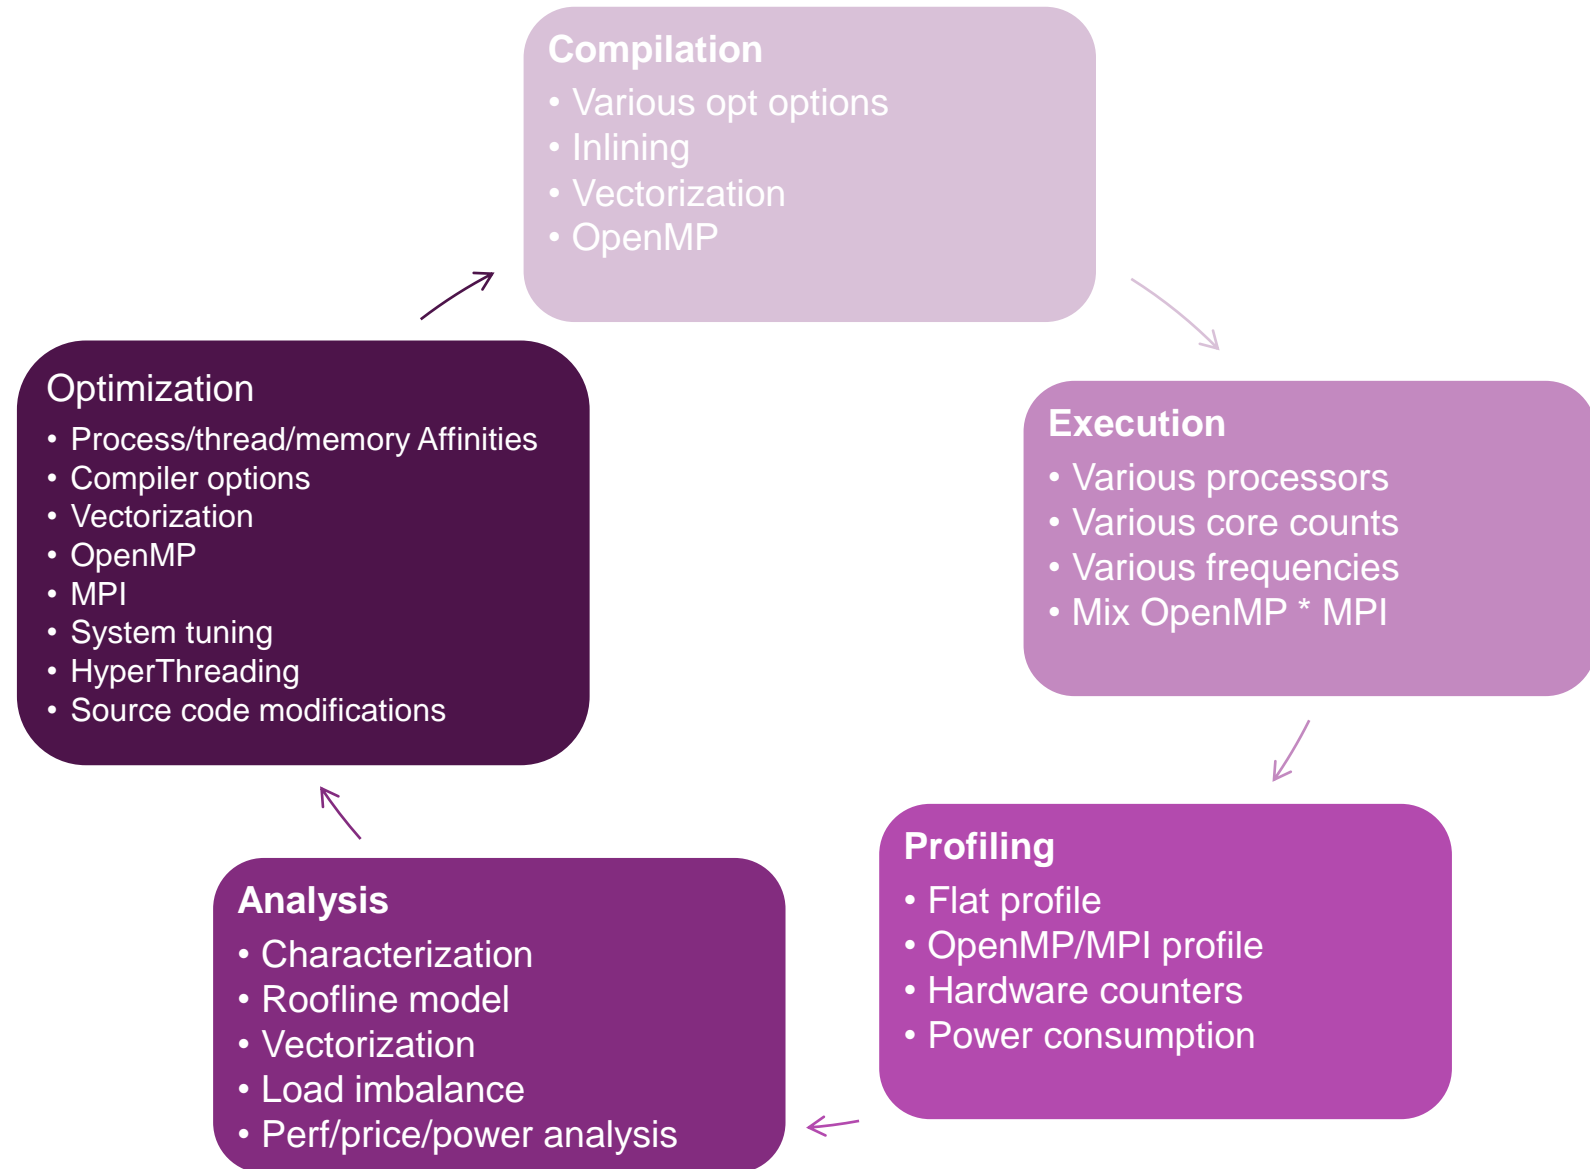 Compilation
• Various opt options
• Inlining
• Vectorization
• OpenMP
Execution
• Various processors
• Various core counts
• Various frequencies
• Mix OpenMP * MPI
Profiling
• Flat profile
• OpenMP/MPI profile
• Hardware counters
• Power consumption
Analysis
• Characterization
• Roofline model
• Vectorization
• Load imbalance
• Perf/price/power analysis
Optimization
• Process/thread/memory Affinities
• Compiler options
• Vectorization
• OpenMP
• MPI
• System tuning
• HyperThreading
• Source code modifications